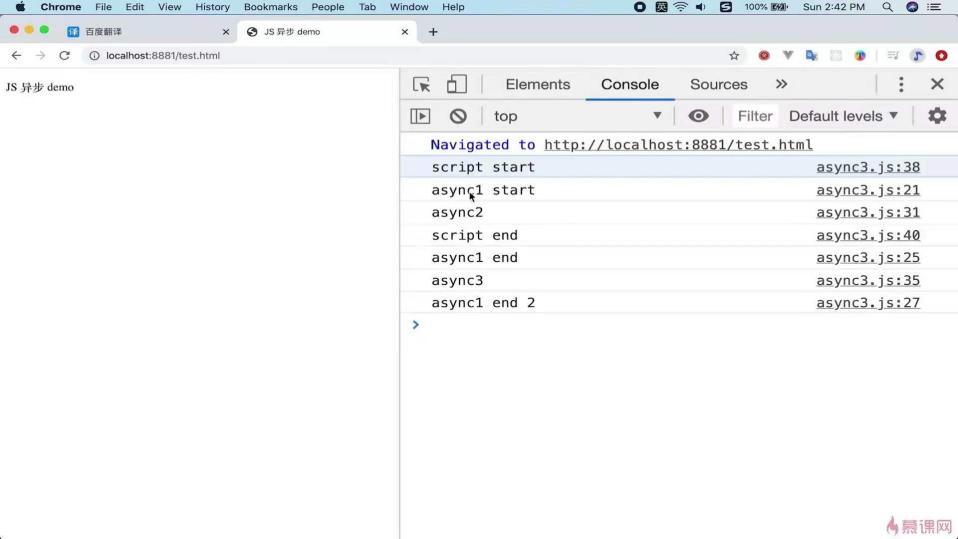 Chrome File Edit View History Bookmarks People Tab Window Help 英 100% Sun 2:42 PM
译 百度翻译 JS 异步 demo
localhost:8881/test.html
JS 异步 demo
Elements Console Sources
top Filter Default levels
Navigated to http://localhost:8881/test.html
script start async3.js:38
async1 start async3.js:21
async2 async3.js:31
script end async3.js:40
async1 end async3.js:25
async3 async3.js:35
async1 end 2 async3.js:27
慕课网